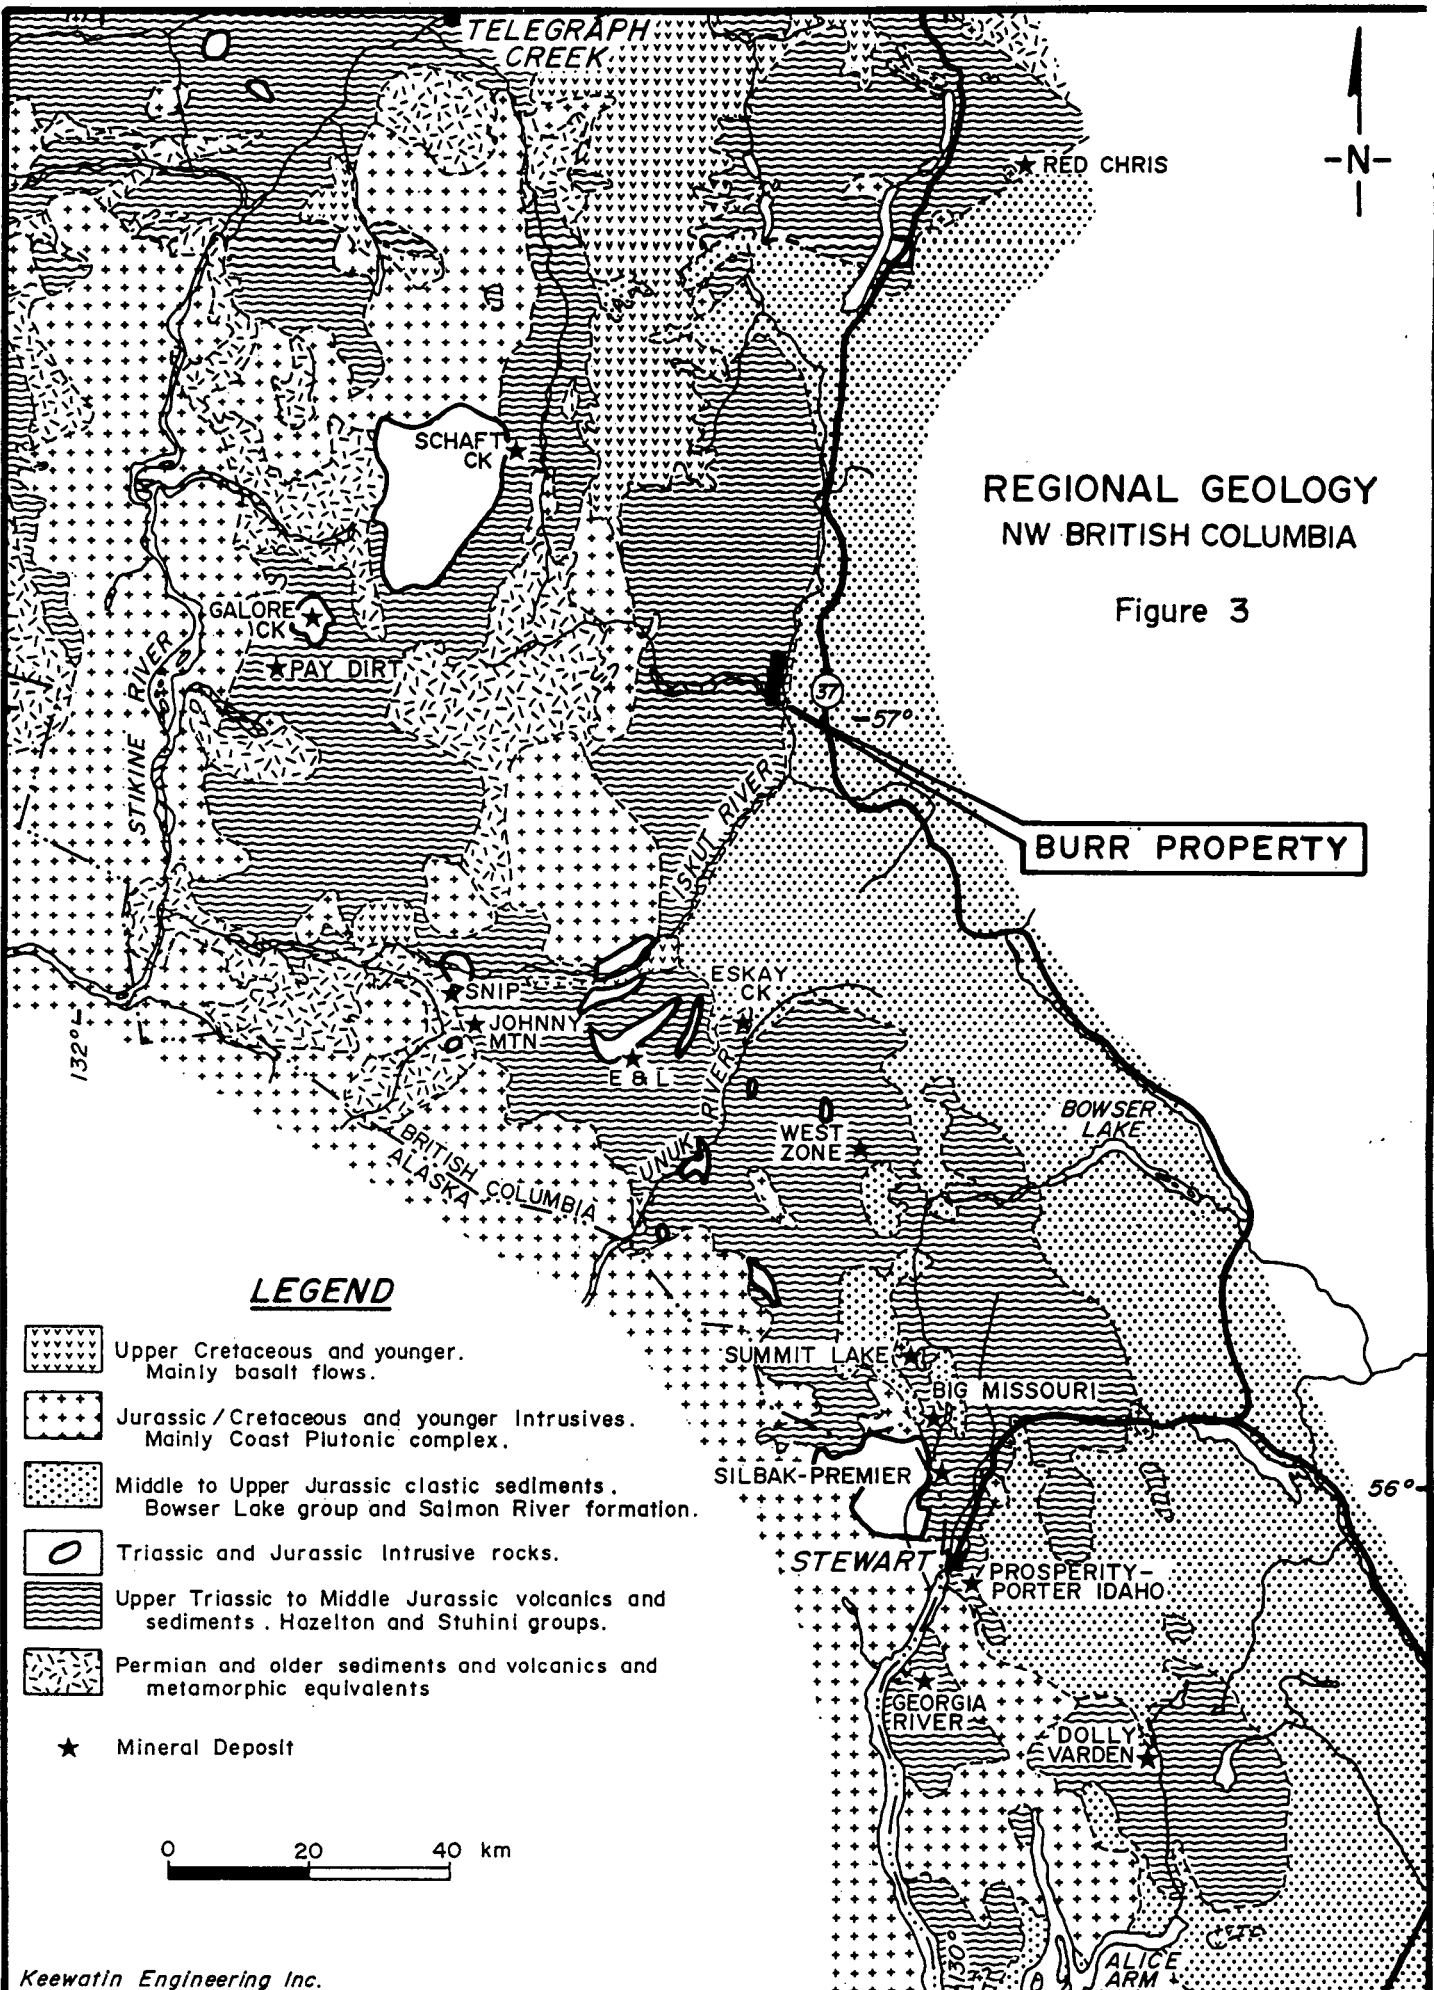 TELEGRAPH
CREEK
RED CHRIS
-N-
SCHAFT
CK
REGIONAL GEOLOGY
NW BRITISH COLUMBIA
Figure 3
GALORE
CK
PAY DIRT
STIKINE RIVER
37
57°
ISKUT RIVER
BURR PROPERTY
ESKAY
CK
SNIP
JOHNNY
MTN
E & L
132°
UNUK RIVER
WEST
ZONE
BOWSER
LAKE
BRITISH COLUMBIA
ALASKA
LEGEND
Upper Cretaceous and younger.
Mainly basalt flows.
Jurassic/Cretaceous and younger Intrusives.
Mainly Coast Plutonic complex.
Middle to Upper Jurassic clastic sediments.
Bowser Lake group and Salmon River formation.
Triassic and Jurassic Intrusive rocks.
Upper Triassic to Middle Jurassic volcanics and
sediments. Hazelton and Stuhini groups.
Permian and older sediments and volcanics and
metamorphic equivalents
Mineral Deposit
SUMMIT LAKE
BIG MISSOURI
SILBAK-PREMIER
56°
STEWART
PROSPERITY-
PORTER IDAHO
GEORGIA
RIVER
DOLLY
VARDEN
0 20 40 km
130°
ALICE
ARM
Keewatin Engineering Inc.